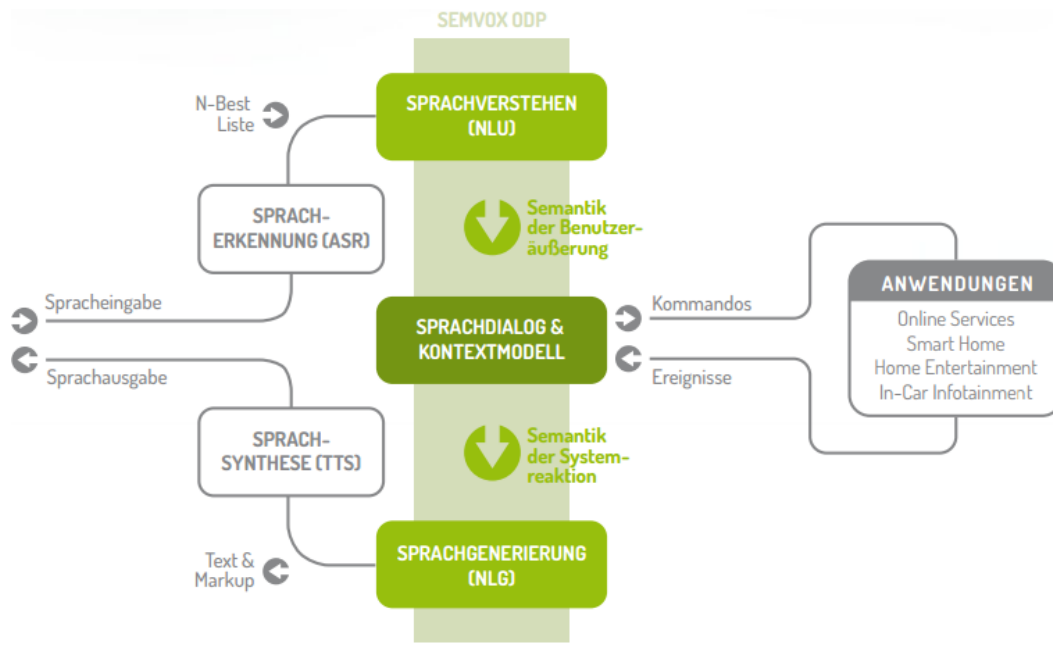 SEMVOX ODP
N-Best
Liste
SPRACHVERSTEHEN
(NLU)
SPRACH-
ERKENNUNG (ASR)
Semantik
der Benutzer-
äußerung
Spracheingabe
Sprachausgabe
SPRACHDIALOG &
KONTEXTMODELL
Kommandos
Ereignisse
ANWENDUNGEN
Online Services
Smart Home
Home Entertainment
In-Car Infotainment
SPRACH-
SYNTHESE (TTS)
Semantik
der System-
reaktion
Text &
Markup
SPRACHGENERIERUNG
(NLG)